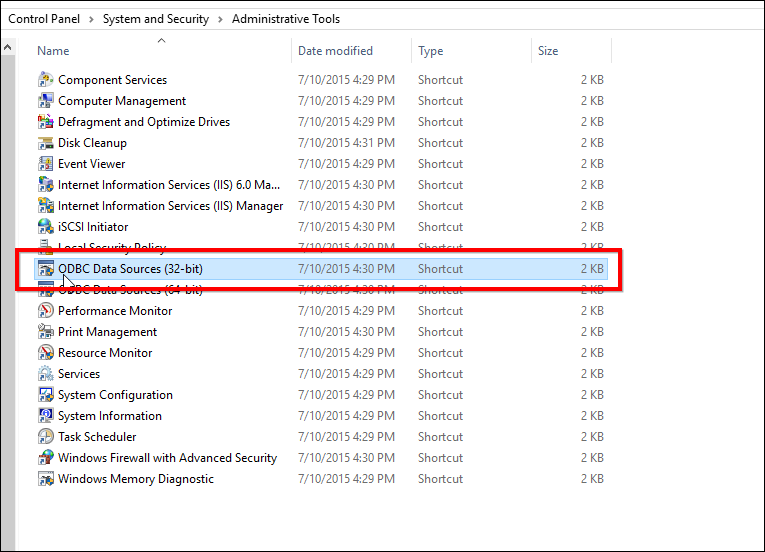 Control Panel > System and Security > Administrative Tools
Name Date modified Type Size
Component Services 7/10/2015 4:29 PM Shortcut 2 KB
Computer Management 7/10/2015 4:29 PM Shortcut 2 KB
Defragment and Optimize Drives 7/10/2015 4:29 PM Shortcut 2 KB
Disk Cleanup 7/10/2015 4:31 PM Shortcut 2 KB
Event Viewer 7/10/2015 4:29 PM Shortcut 2 KB
Internet Information Services (IIS) 6.0 Ma... 7/10/2015 4:30 PM Shortcut 2 KB
Internet Information Services (IIS) Manager 7/10/2015 4:30 PM Shortcut 2 KB
iSCSI Initiator 7/10/2015 4:30 PM Shortcut 2 KB
Local Security Policy 7/10/2015 4:30 PM Shortcut 2 KB
ODBC Data Sources (32-bit) 7/10/2015 4:30 PM Shortcut 2 KB
ODBC Data Sources (64-bit) 7/10/2015 4:30 PM Shortcut 2 KB
Performance Monitor 7/10/2015 4:29 PM Shortcut 2 KB
Print Management 7/10/2015 4:30 PM Shortcut 2 KB
Resource Monitor 7/10/2015 4:29 PM Shortcut 2 KB
Services 7/10/2015 4:29 PM Shortcut 2 KB
System Configuration 7/10/2015 4:29 PM Shortcut 2 KB
System Information 7/10/2015 4:29 PM Shortcut 2 KB
Task Scheduler 7/10/2015 4:29 PM Shortcut 2 KB
Windows Firewall with Advanced Security 7/10/2015 4:30 PM Shortcut 2 KB
Windows Memory Diagnostic 7/10/2015 4:29 PM Shortcut 2 KB